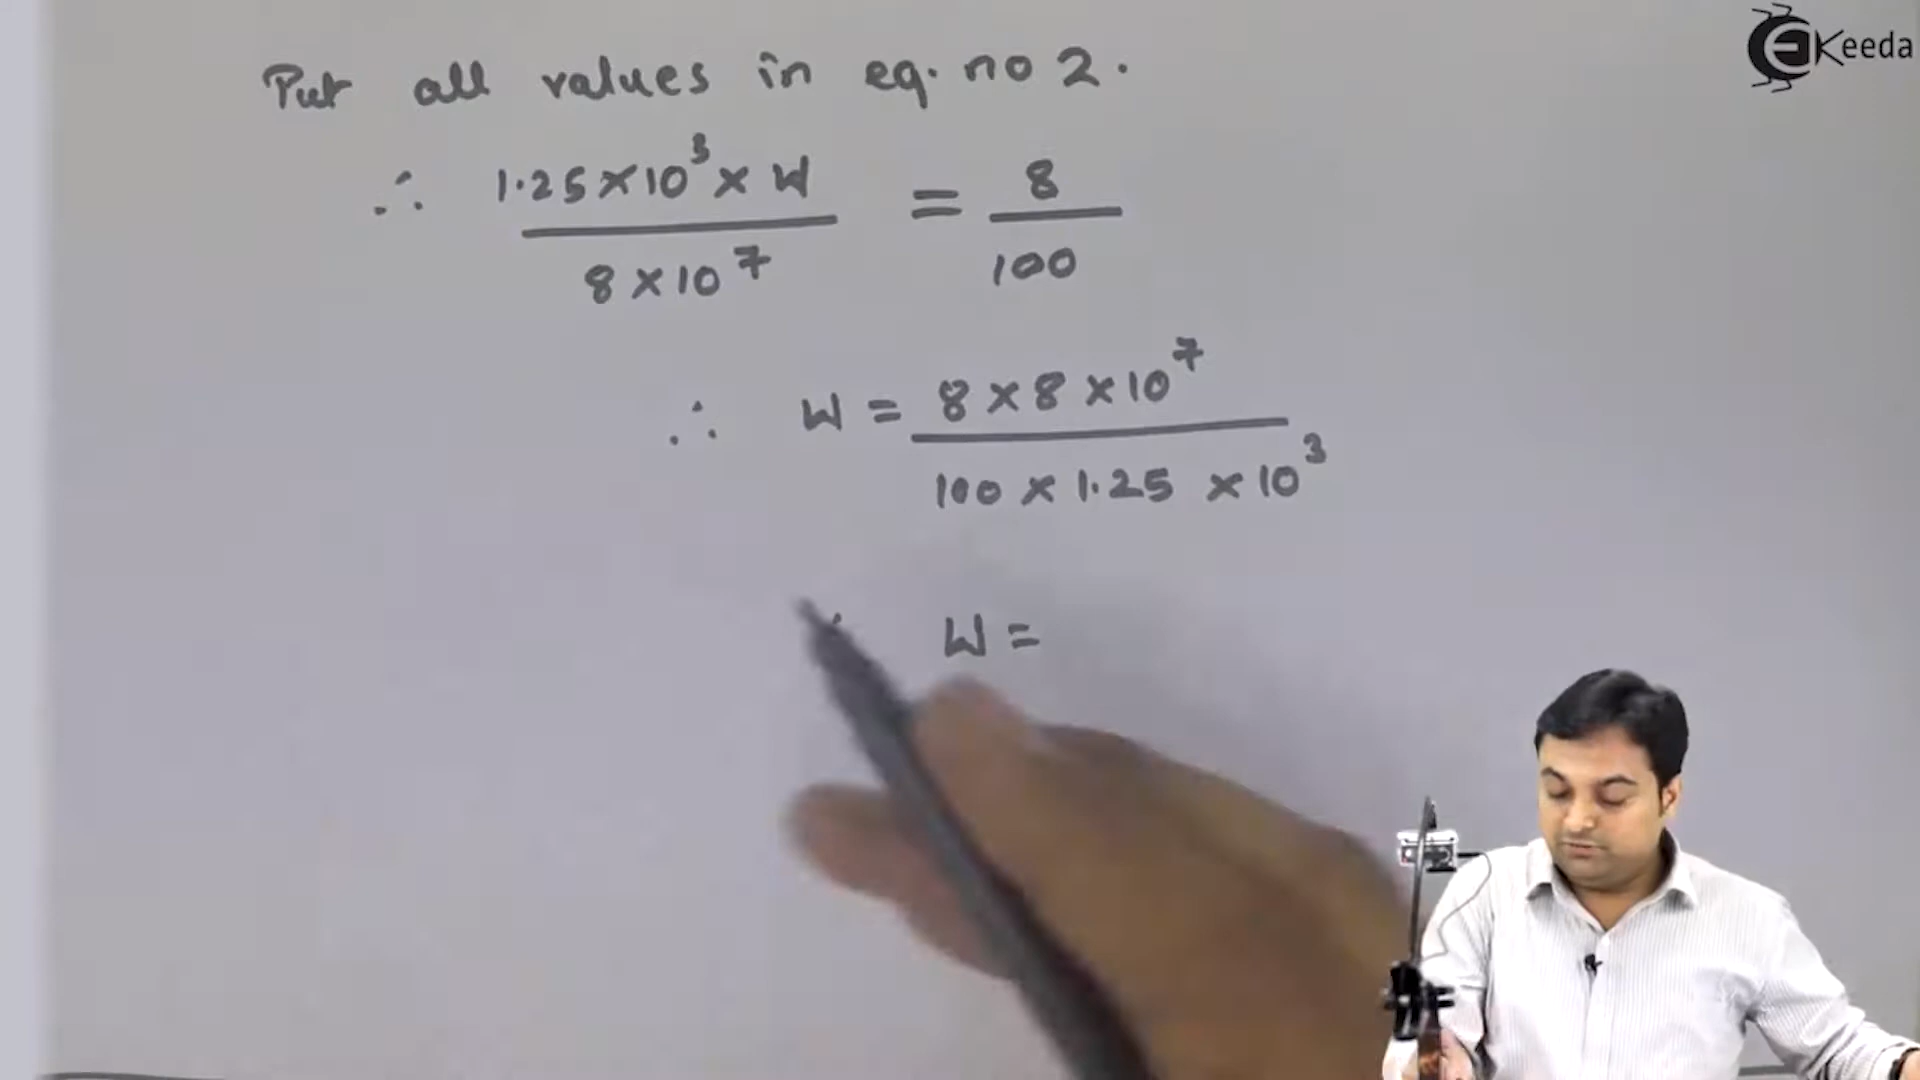 Put all values in eq. no 2.
∴ 1.25×10³ × W / 8×10⁷ = 8/100
∴ W = 8×8×10⁷ / 100×1.25×10³
∴ W =
Keeda